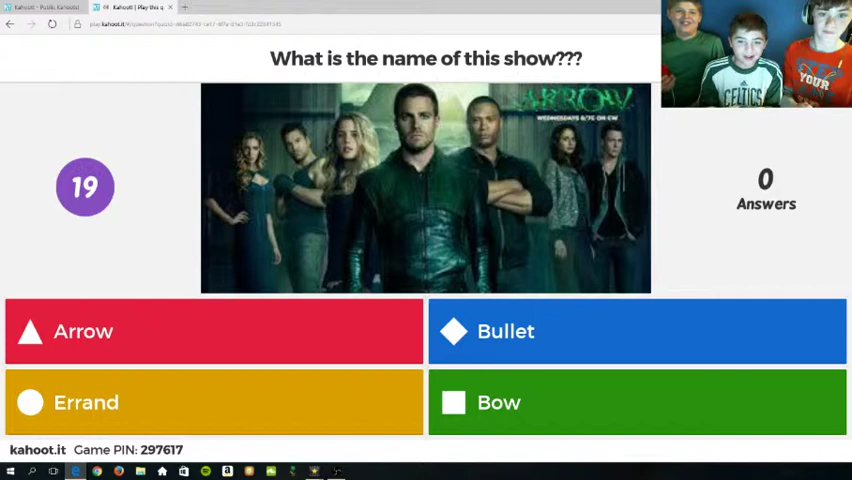 Kahoot! - Public Kahoots!
Kahoot! | Play this q
What is the name of this show???
ARROW
WEDNESDAYS 8/7C ON CW
CELTICS
YOUR
19
0
Answers
Arrow
Bullet
Errand
Bow
kahoot.it Game PIN: 297617